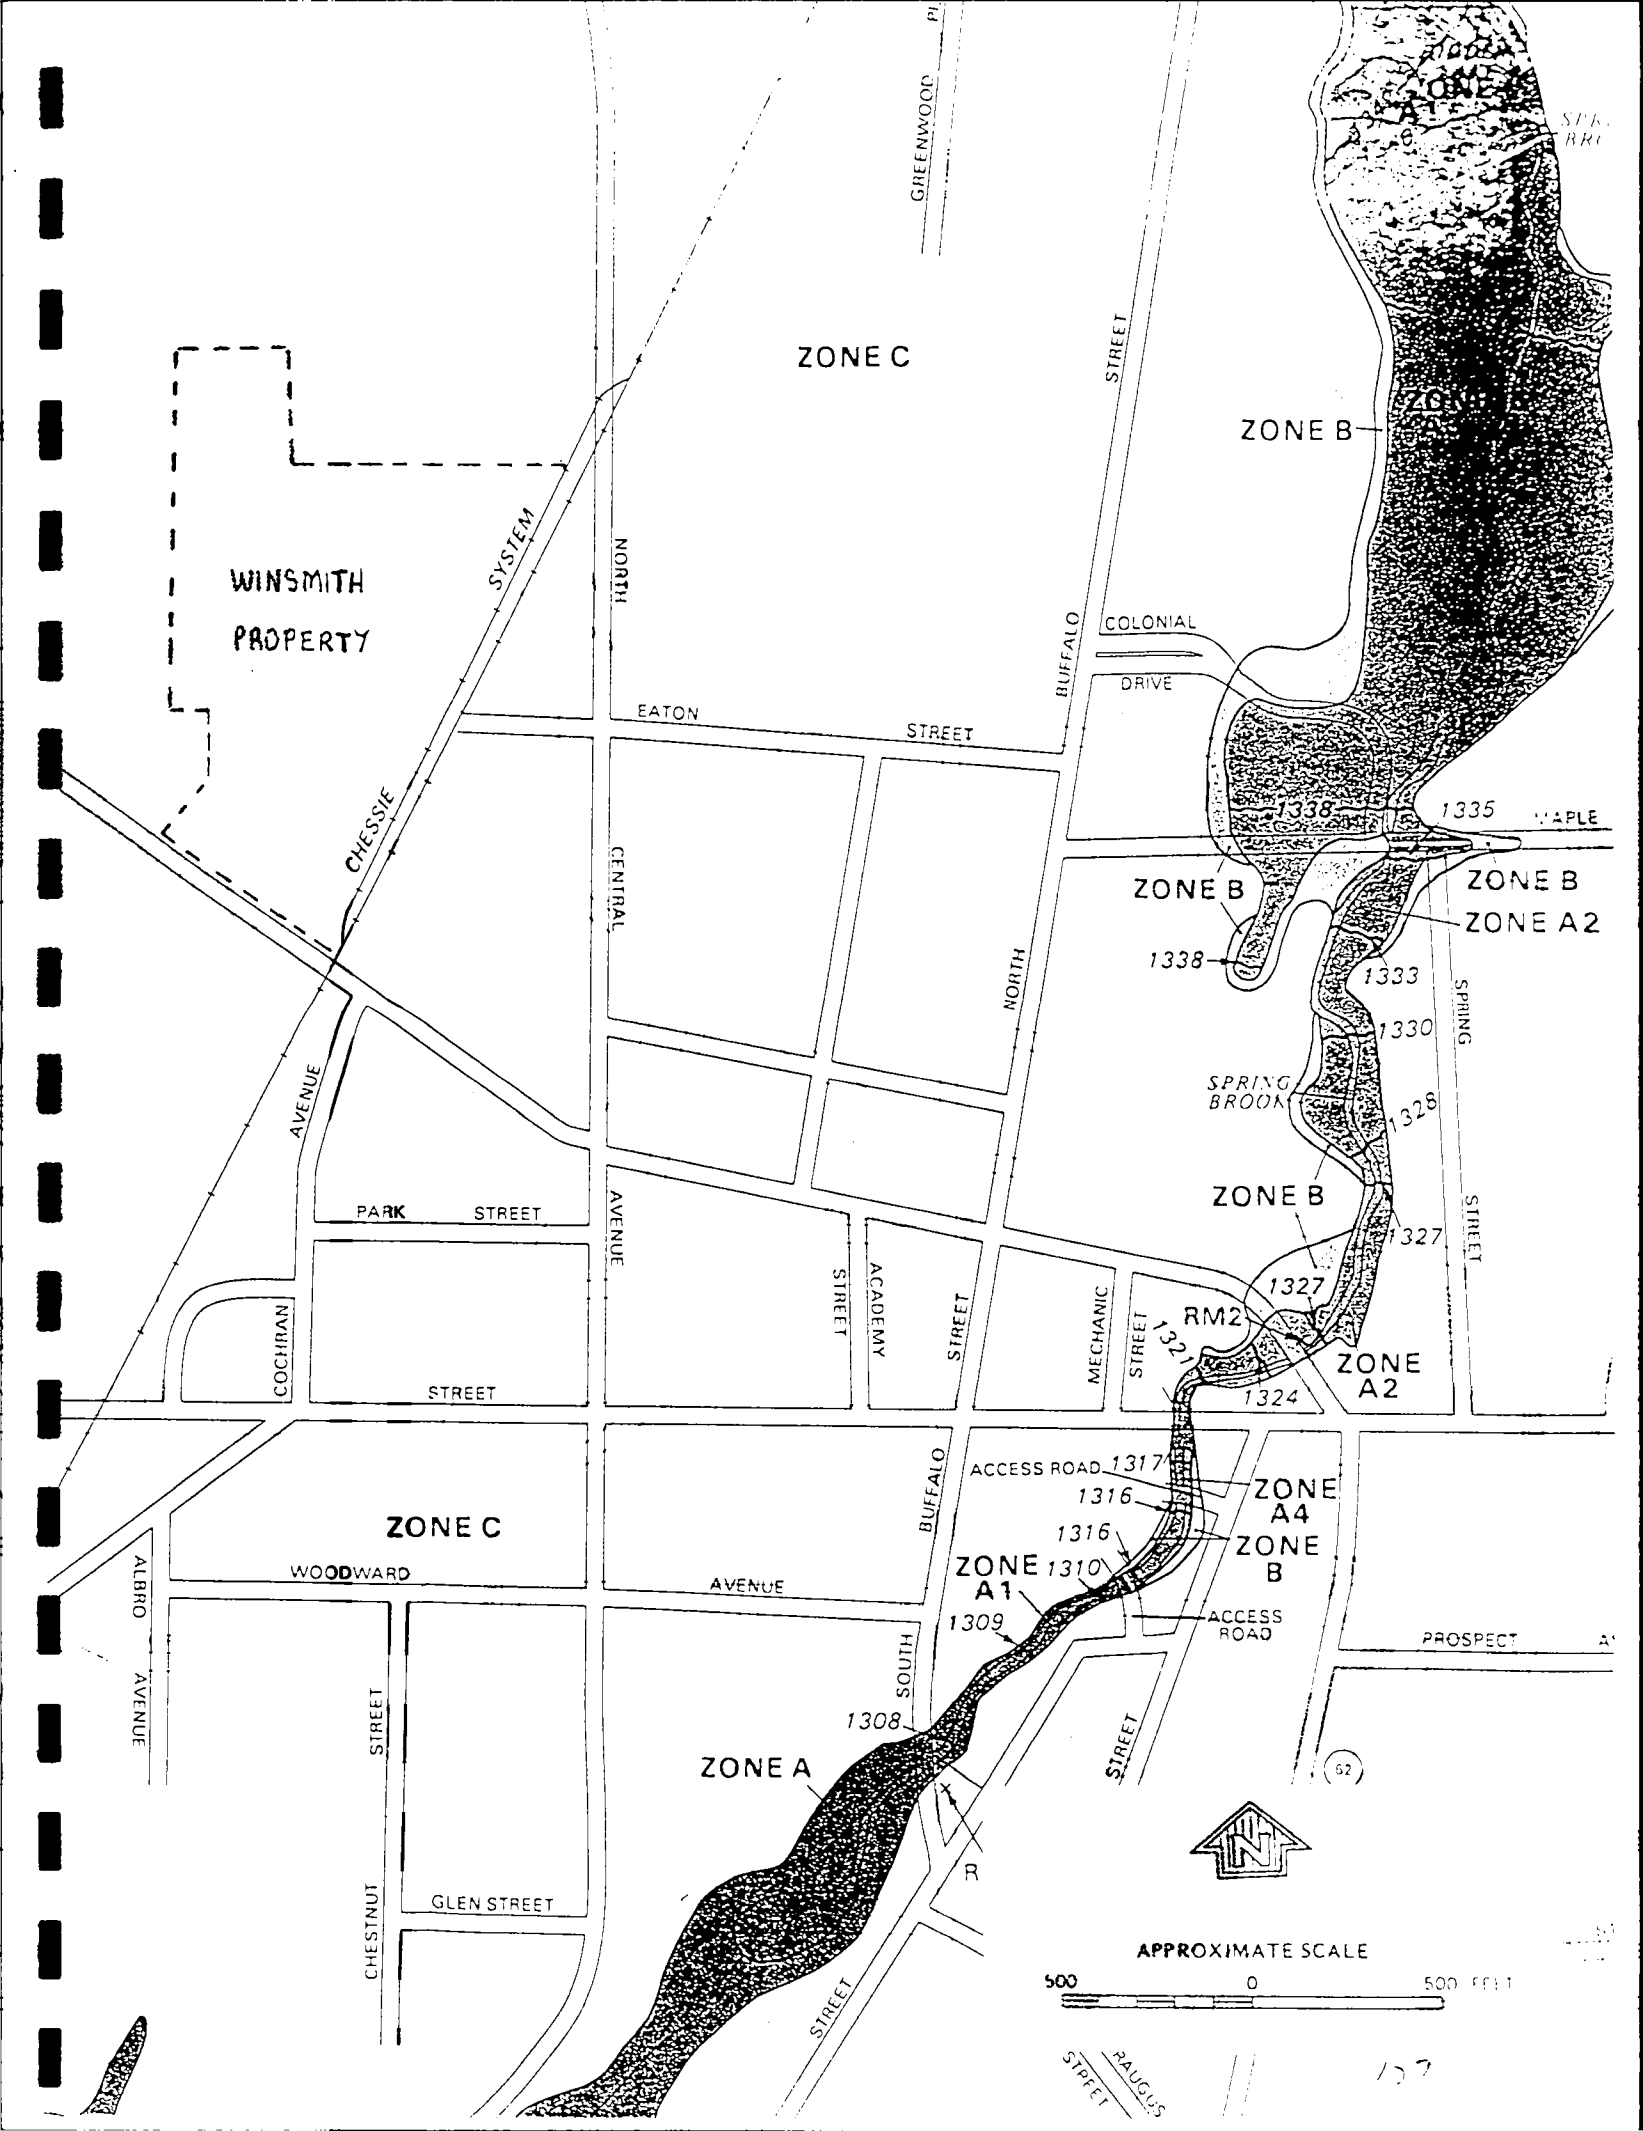 GREENWOOD
ZONE
A
ZONE C
STREET
ZONE B
SYSTEM
NORTH
WINSMITH
PROPERTY
COLONIAL
BUFFALO
DRIVE
EATON STREET
CHESSIE
1338
1335
MAPLE
CENTRAL
ZONE B
ZONE B
ZONE A2
1338
1333
NORTH
SPRING
1330
SPRING
BROOK
1328
AVENUE
ZONE B
PARK STREET
AVENUE
STREET
1327
STREET
ACADEMY
1327
MECHANIC
STREET
RM2
1321
COCHRAN
STREET
ZONE
A2
STREET
1324
BUFFALO
ACCESS ROAD
1317
ZONE
A4
1316
ZONE C
1316
ZONE
B
ZONE
A1
1310
WOODWARD AVENUE
ALBRO AVENUE
1309
ACCESS
ROAD
PROSPECT
SOUTH
STREET
1308
STREET
ZONE A
62
N
R
GLEN STREET
CHESTNUT
APPROXIMATE SCALE
500 0 500 FEET
STREET
RAUGUS
STREET